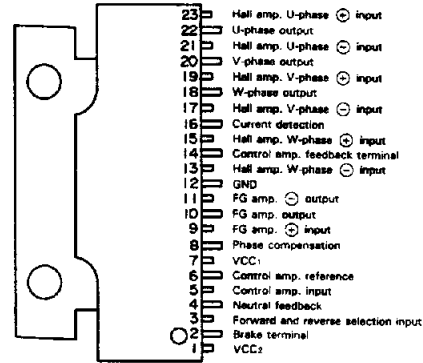 23 Hall amp. U-phase ⊕ input
22 U-phase output
21 Hall amp. U-phase ⊖ input
20 V-phase output
19 Hall amp. V-phase ⊕ input
18 W-phase output
17 Hall amp. V-phase ⊖ input
16 Current detection
15 Hall amp. W-phase ⊕ input
14 Control amp. feedback terminal
13 Hall amp. W-phase ⊖ input
12 GND
11 FG amp. ⊖ output
10 FG amp. output
9 FG amp. ⊕ input
8 Phase compensation
7 VCC₁
6 Control amp. reference
5 Control amp. input
4 Neutral feedback
3 Forward and reverse selection input
2 Brake terminal
1 VCC₂